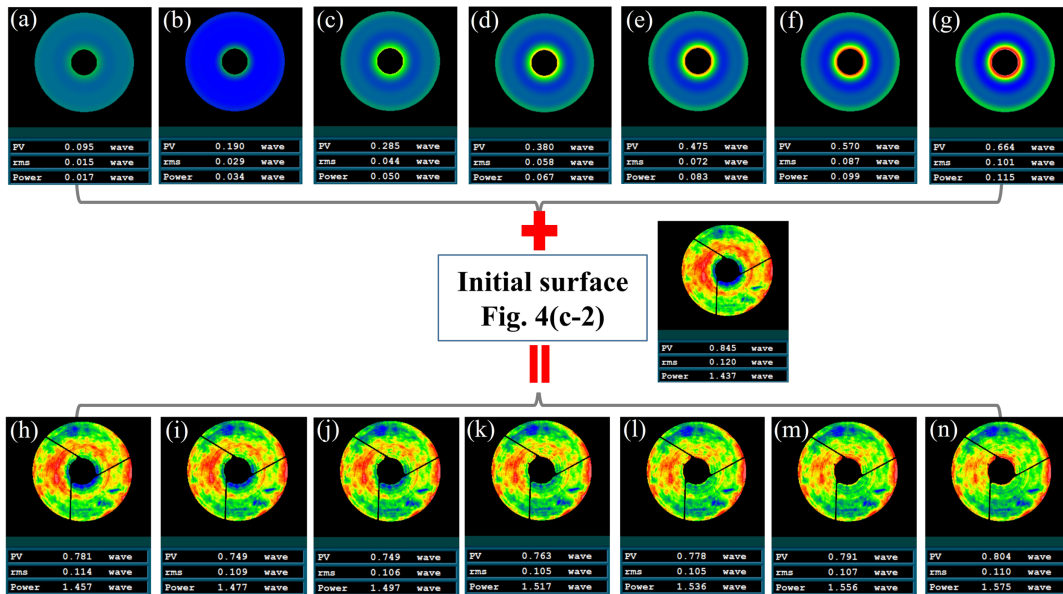 (a) (b) (c) (d) (e) (f) (g)
PV 0.095 wave PV 0.190 wave PV 0.285 wave PV 0.380 wave PV 0.475 wave PV 0.570 wave PV 0.664 wave
rms 0.015 wave rms 0.029 wave rms 0.044 wave rms 0.058 wave rms 0.072 wave rms 0.087 wave rms 0.101 wave
Power 0.017 wave Power 0.034 wave Power 0.050 wave Power 0.067 wave Power 0.083 wave Power 0.099 wave Power 0.115 wave
Initial surface
Fig. 4(c-2)
PV 0.845 wave
rms 0.120 wave
Power 1.437 wave
(h) (i) (j) (k) (l) (m) (n)
PV 0.781 wave PV 0.749 wave PV 0.749 wave PV 0.763 wave PV 0.778 wave PV 0.791 wave PV 0.804 wave
rms 0.114 wave rms 0.109 wave rms 0.106 wave rms 0.105 wave rms 0.105 wave rms 0.107 wave rms 0.110 wave
Power 1.457 wave Power 1.477 wave Power 1.497 wave Power 1.517 wave Power 1.536 wave Power 1.556 wave Power 1.575 wave